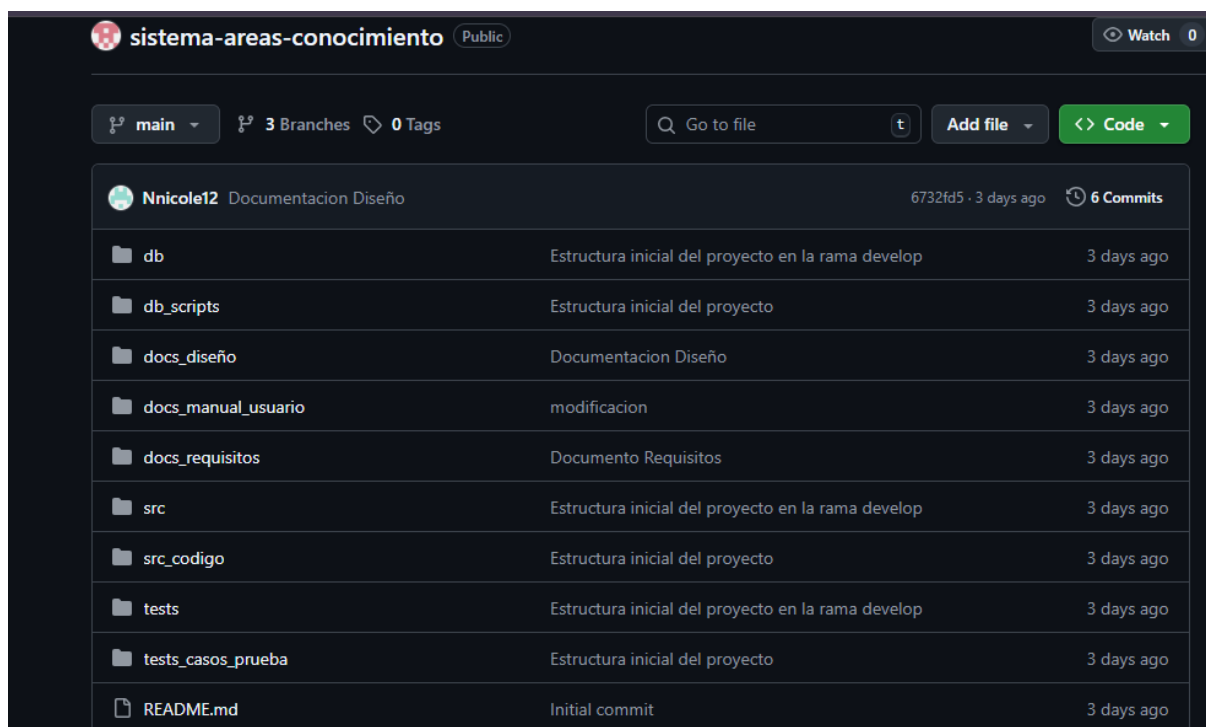 sistema-areas-conocimiento Public Watch 0
main 3 Branches 0 Tags Go to file t Add file <> Code
Nnicole12 Documentacion Diseño 6732fd5 · 3 days ago 6 Commits
db Estructura inicial del proyecto en la rama develop 3 days ago
db_scripts Estructura inicial del proyecto 3 days ago
docs_diseño Documentacion Diseño 3 days ago
docs_manual_usuario modificacion 3 days ago
docs_requisitos Documento Requisitos 3 days ago
src Estructura inicial del proyecto en la rama develop 3 days ago
src_codigo Estructura inicial del proyecto 3 days ago
tests Estructura inicial del proyecto en la rama develop 3 days ago
tests_casos_prueba Estructura inicial del proyecto 3 days ago
README.md Initial commit 3 days ago